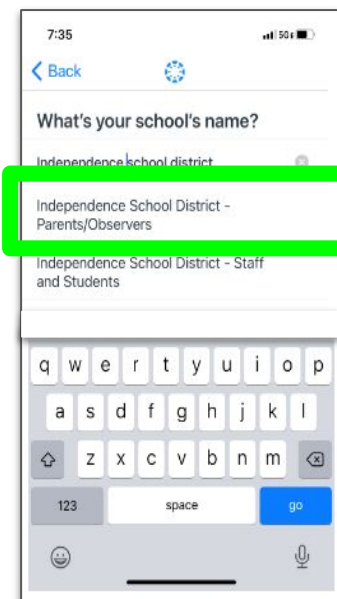 7:35
5G
Back
What's your school's name?
Independence school district
Independence School District -
Parents/Observers
Independence School District - Staff
and Students
q w e r t y u i o p
a s d f g h j k l
z x c v b n m
123 space go